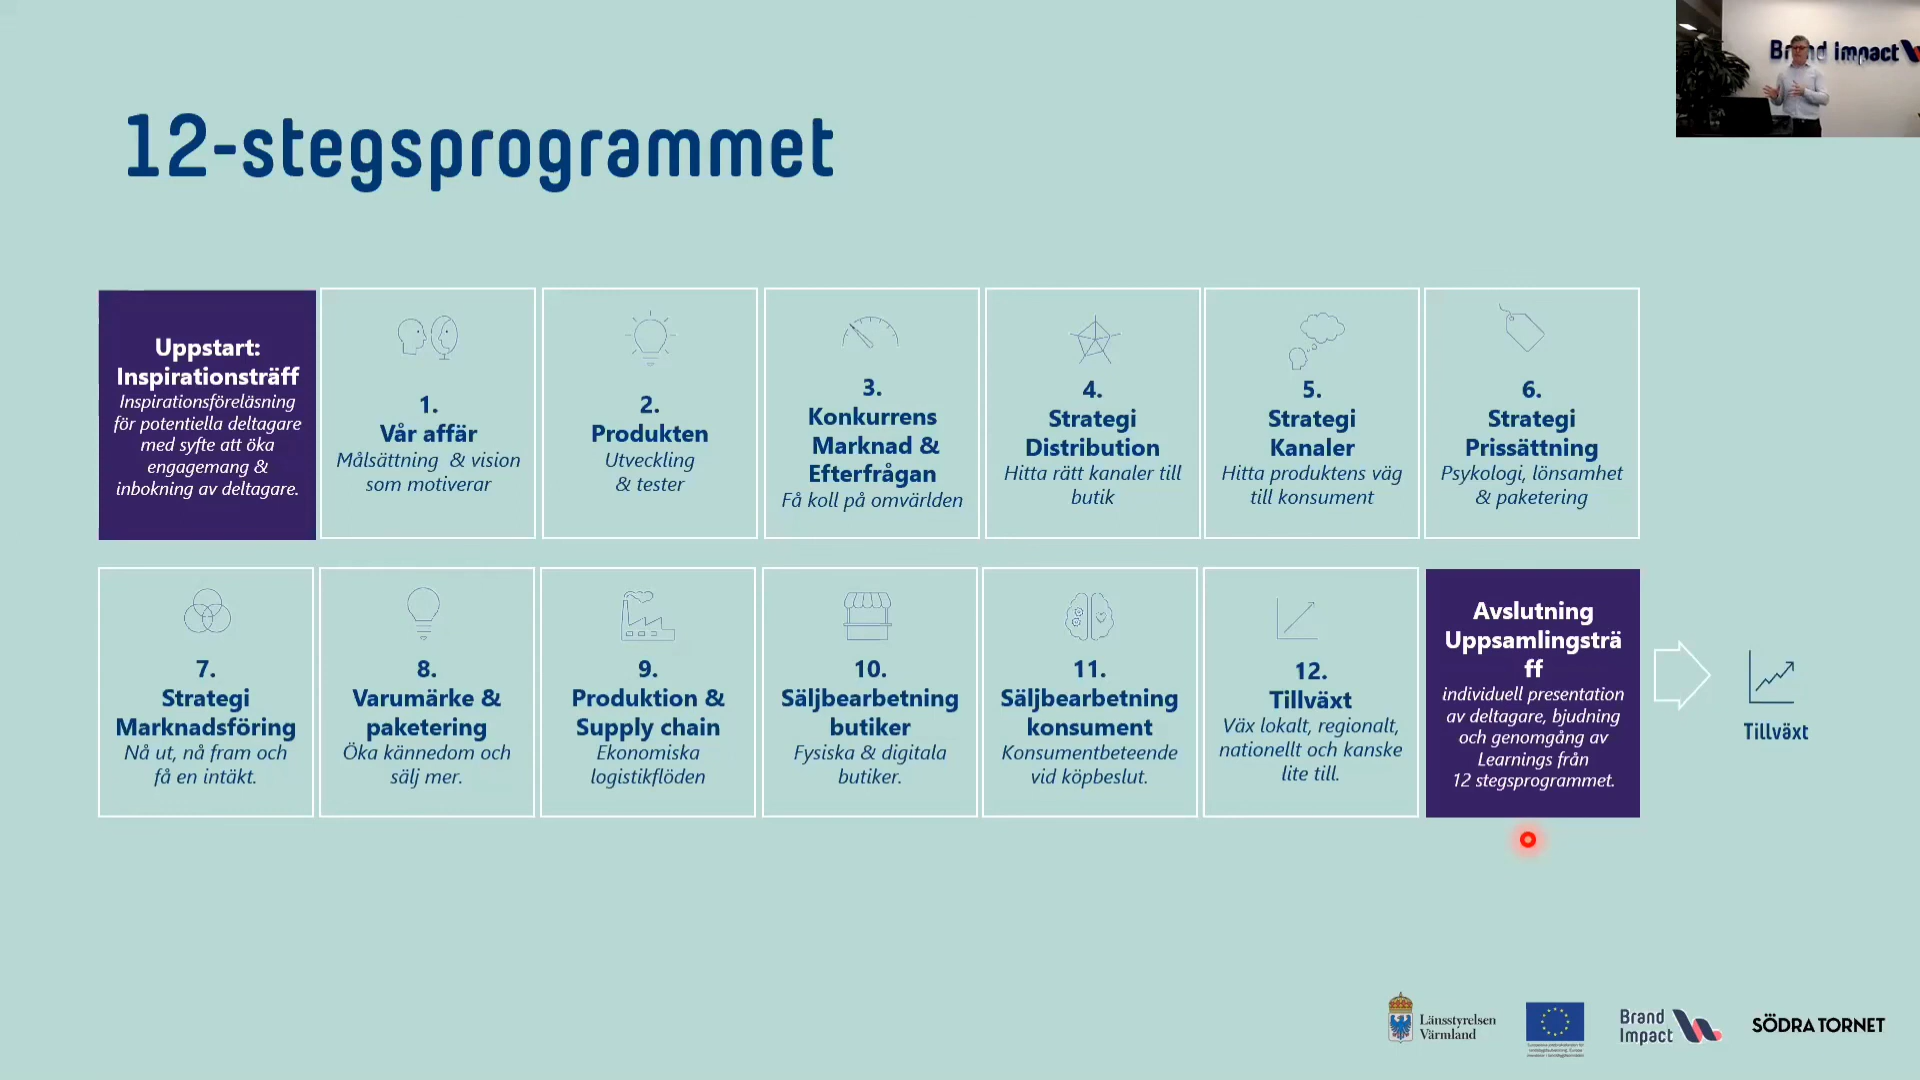 Brand impact
12-stegsprogrammet
Uppstart:
Inspirationsträff
Inspirationsföreläsning
för potentiella deltagare
med syfte att öka
engagemang &
inbokning av deltagare.
1.
Vår affär
Målsättning & vision
som motiverar
2.
Produkten
Utveckling
& tester
3.
Konkurrens
Marknad &
Efterfrågan
Få koll på omvärlden
4.
Strategi
Distribution
Hitta rätt kanaler till
butik
5.
Strategi
Kanaler
Hitta produktens väg
till konsument
6.
Strategi
Prissättning
Psykologi, lönsamhet
& paketering
7.
Strategi
Marknadsföring
Nå ut, nå fram och
få en intäkt.
8.
Varumärke &
paketering
Öka kännedom och
sälj mer.
9.
Produktion &
Supply chain
Ekonomiska
logistikflöden
10.
Säljbearbetning
butiker
Fysiska & digitala
butiker.
11.
Säljbearbetning
konsument
Konsumentbeteende
vid köpbeslut.
12.
Tillväxt
Väx lokalt, regionalt,
nationellt och kanske
lite till.
Avslutning
Uppsamlingsträ
ff
individuell presentation
av deltagare, bjudning
och genomgång av
Learnings från
12 stegsprogrammet.
Tillväxt
Länsstyrelsen
Värmland
Brand
Impact
SÖDRA TORNET